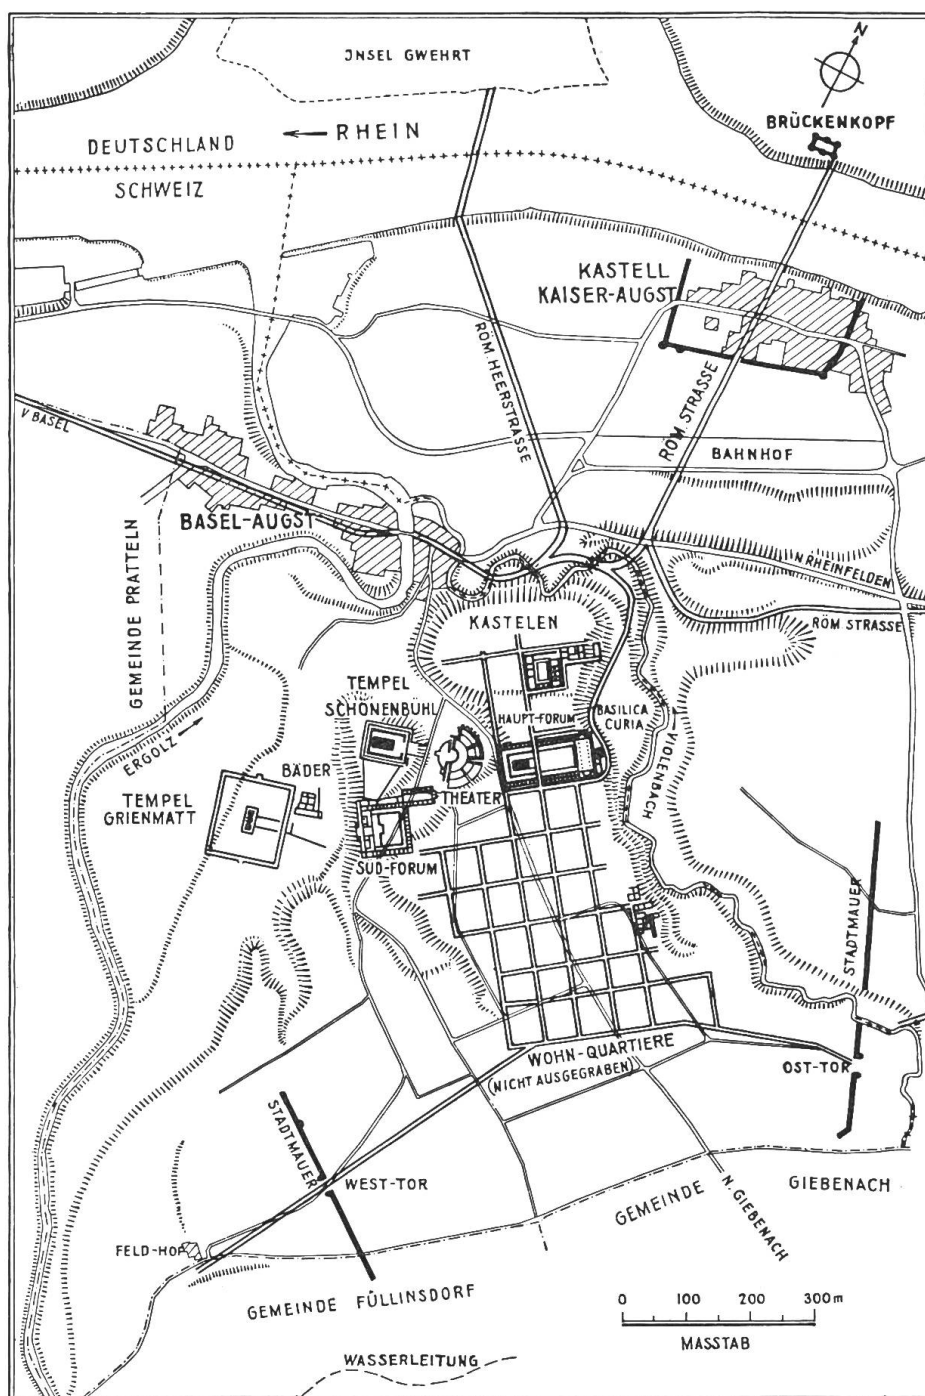 JNSEL GWEHRT
N
BRÜCKENKOPF
DEUTSCHLAND
RHEIN
SCHWEIZ
KASTELL
KAISER-AUGST
RÖM. HEERSTRASSE
RÖM. STRASSE
V BASEL
BAHNHOF
BASEL-AUGST
GEMEINDE PRATTELN
N RHEINFELDEN
RÖM STRASSE
KASTELEN
TEMPEL
SCHÖNENBÜHL
HAUPT-FORUM
BASILICA
CURIA
VIOLENBACH
ERGOLZ
BÄDER
TEMPEL
GRIENMATT
THEATER
SÜD-FORUM
STADTMAUER
WOHN-QUARTIERE
(NICHT AUSGEGRABEN)
OST-TOR
STADTMAUER
WEST-TOR
GEMEINDE
GIEBENACH
N. GIEBENACH
FELD-HOF
GEMEINDE FÜLLINSDORF
0 100 200 300 m
MASSTAB
WASSERLEITUNG